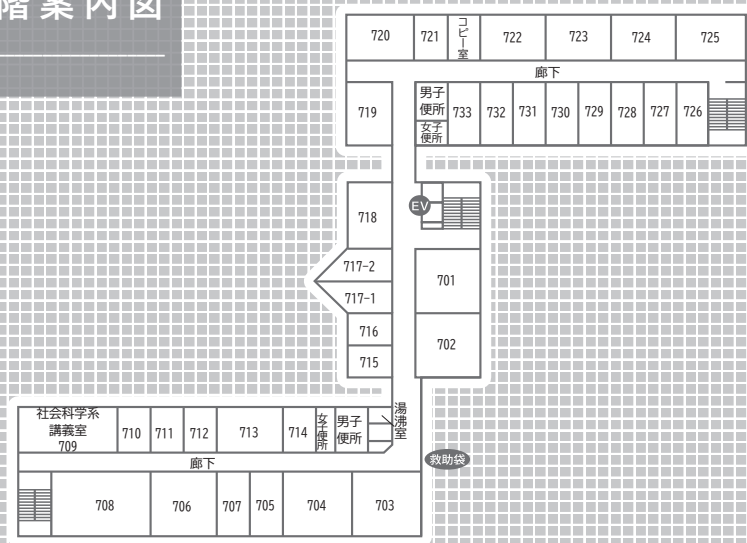 階案内図
720
721
コピー室
722
723
724
725
廊下
719
男子
便所
女子
便所
733
732
731
730
729
728
727
726
EV
718
717-2
717-1
716
715
701
702
社会科学系
講義室
709
710
711
712
713
714
女子便所
男子
便所
湯沸室
廊下
救助袋
708
706
707
705
704
703